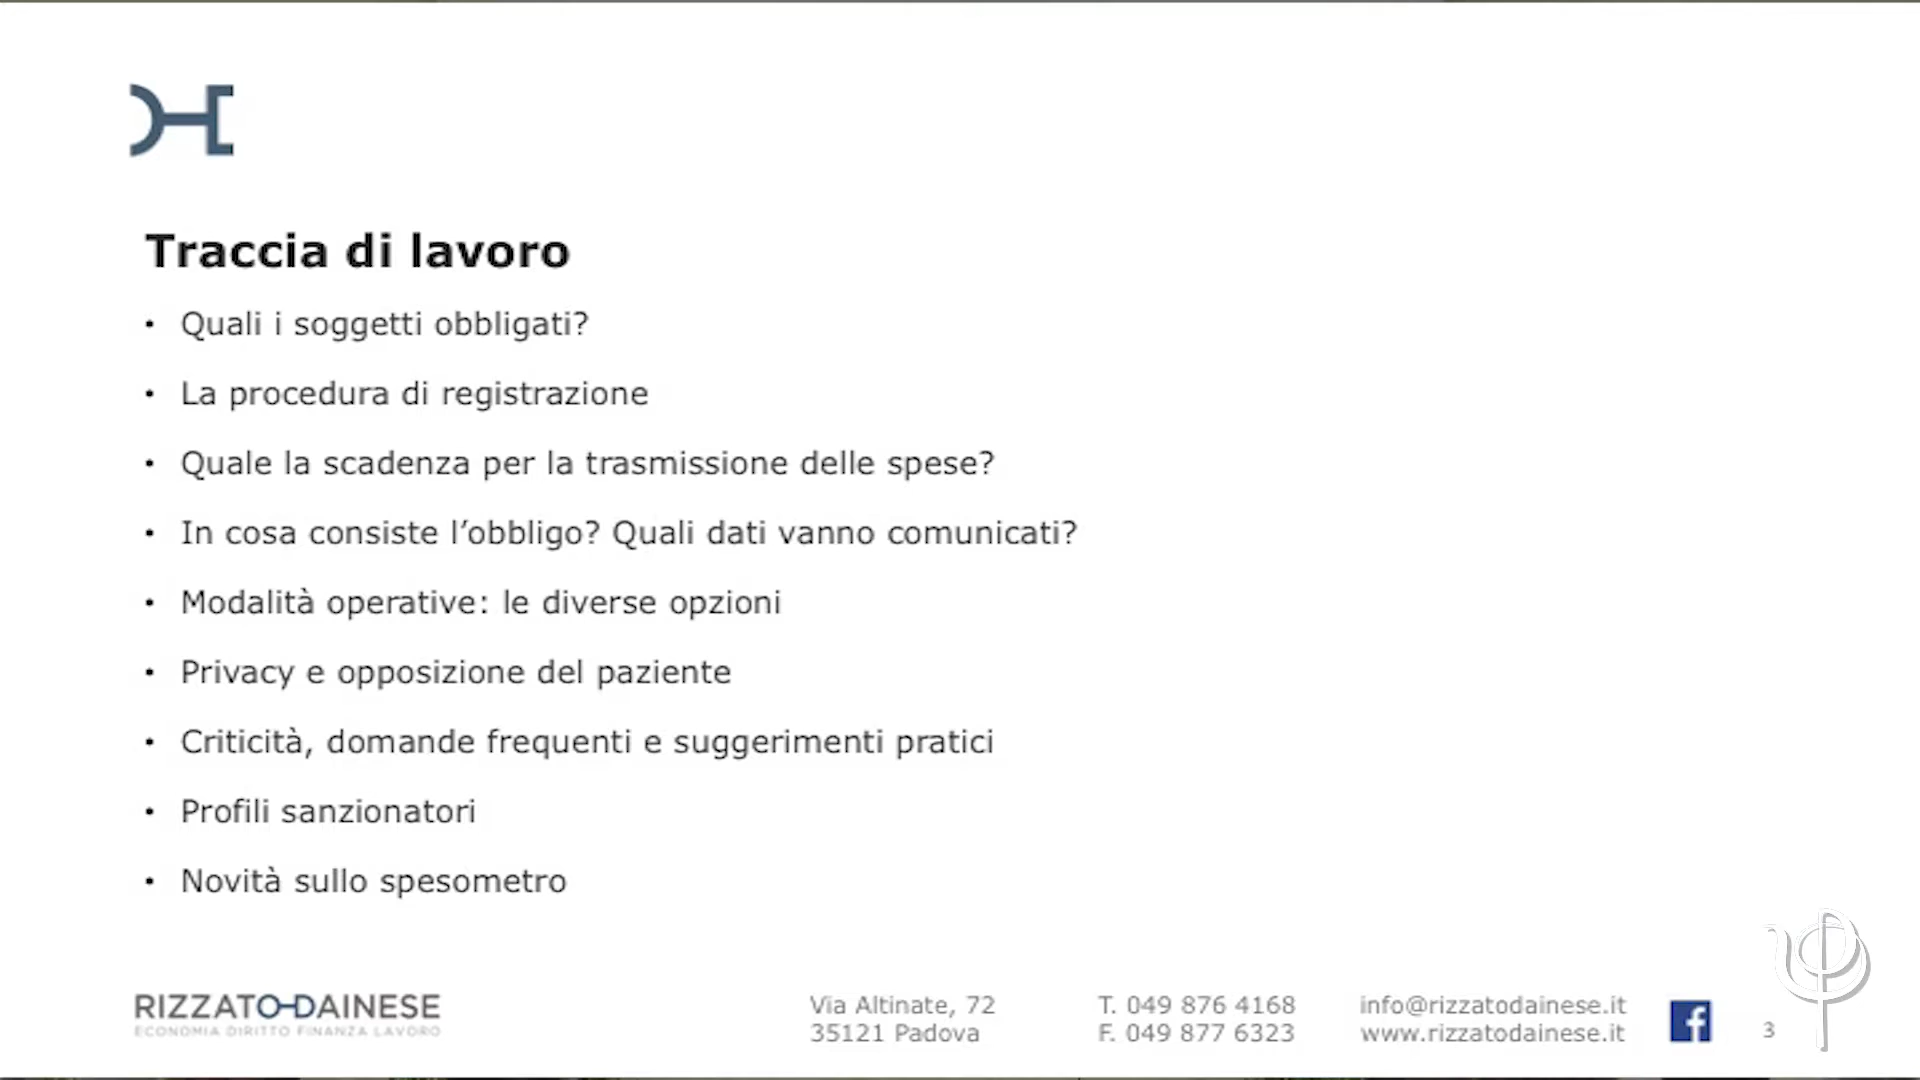 Traccia di lavoro
• Quali i soggetti obbligati?
• La procedura di registrazione
• Quale la scadenza per la trasmissione delle spese?
• In cosa consiste l’obbligo? Quali dati vanno comunicati?
• Modalità operative: le diverse opzioni
• Privacy e opposizione del paziente
• Criticità, domande frequenti e suggerimenti pratici
• Profili sanzionatori
• Novità sullo spesometro
RIZZATO-DAINESE
ECONOMIA DIRITTO FINANZA LAVORO
Via Altinate, 72
35121 Padova
T. 049 876 4168
F. 049 877 6323
info@rizzatodainese.it
www.rizzatodainese.it
3